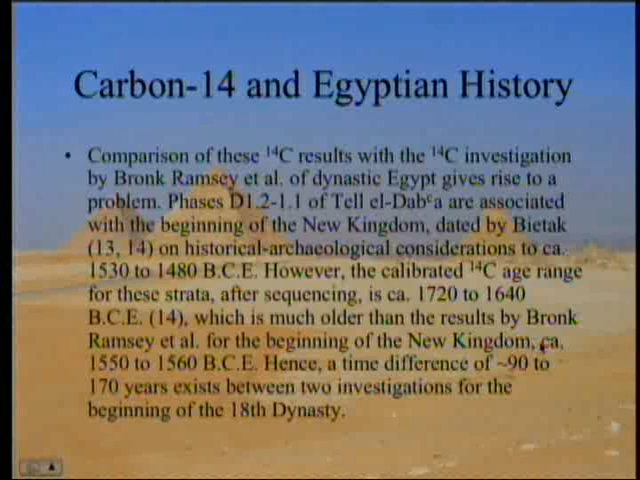 Carbon-14 and Egyptian History
• Comparison of these ¹⁴C results with the ¹⁴C investigation
by Bronk Ramsey et al. of dynastic Egypt gives rise to a
problem. Phases D1.2-1.1 of Tell el-Dabᶜa are associated
with the beginning of the New Kingdom, dated by Bietak
(13, 14) on historical-archaeological considerations to ca.
1530 to 1480 B.C.E. However, the calibrated ¹⁴C age range
for these strata, after sequencing, is ca. 1720 to 1640
B.C.E. (14), which is much older than the results by Bronk
Ramsey et al. for the beginning of the New Kingdom, ca.
1550 to 1560 B.C.E. Hence, a time difference of ~90 to
170 years exists between two investigations for the
beginning of the 18th Dynasty.